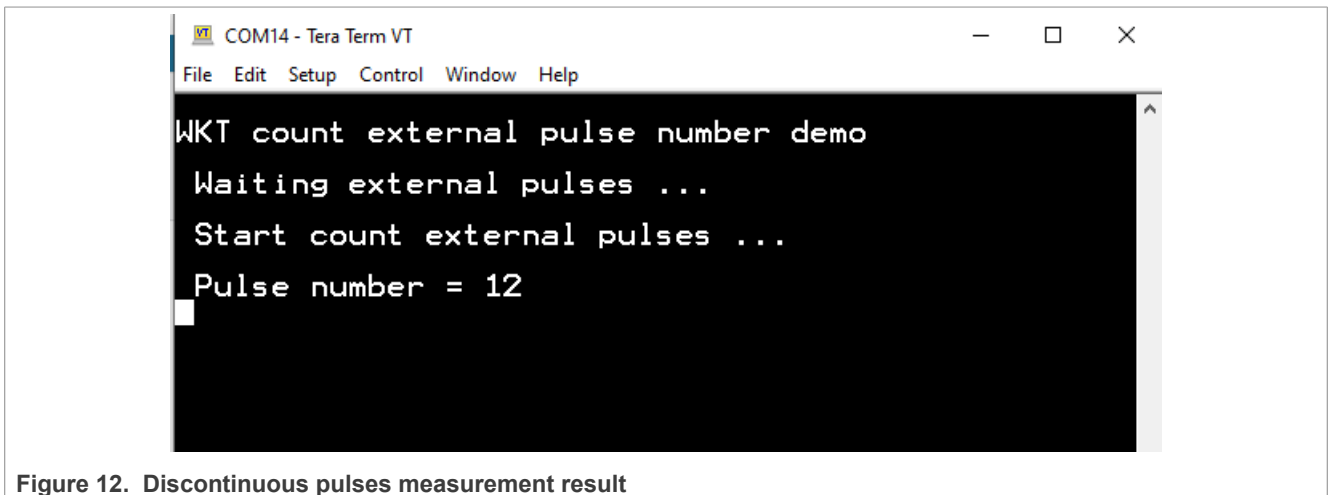 COM14 - Tera Term VT
File Edit Setup Control Window Help
WKT count external pulse number demo
Waiting external pulses ...
Start count external pulses ...
Pulse number = 12
Figure 12. Discontinuous pulses measurement result